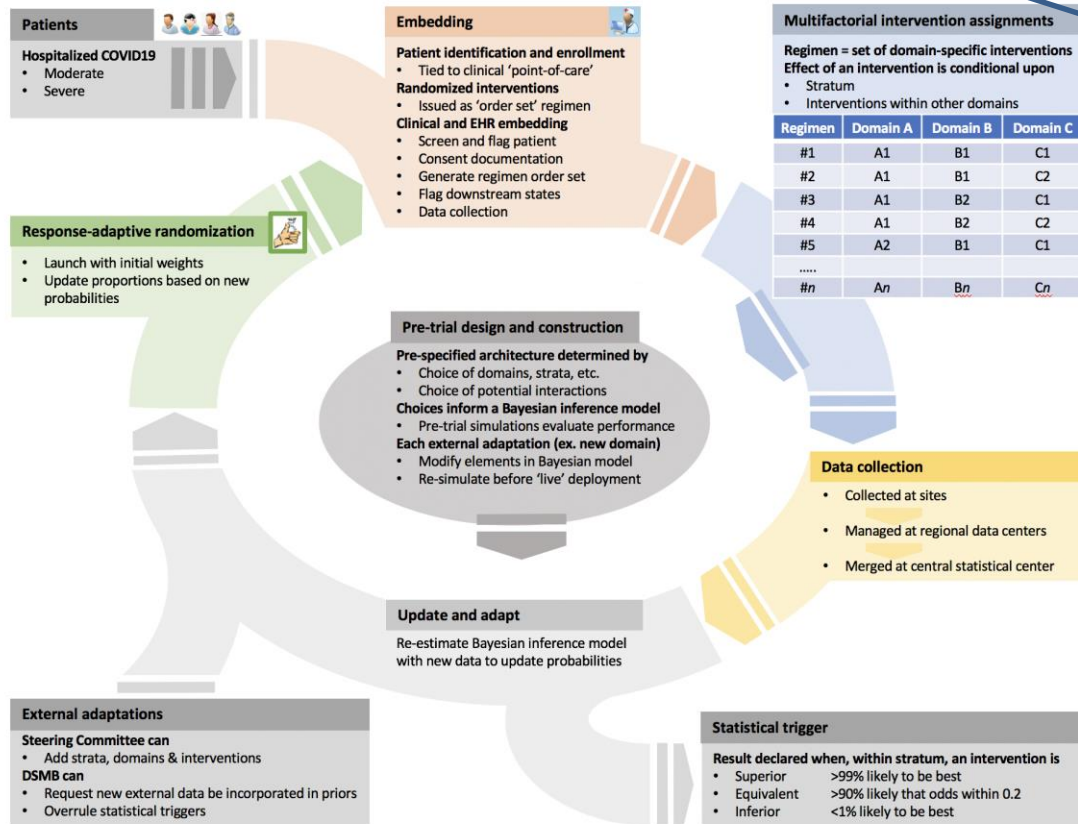 Patients
Hospitalized COVID19
• Moderate
• Severe
Embedding
Patient identification and enrollment
• Tied to clinical ‘point-of-care’
Randomized interventions
• Issued as ‘order set’ regimen
Clinical and EHR embedding
• Screen and flag patient
• Consent documentation
• Generate regimen order set
• Flag downstream states
• Data collection
Multifactorial intervention assignments
Regimen = set of domain-specific interventions
Effect of an intervention is conditional upon
• Stratum
• Interventions within other domains
Regimen Domain A Domain B Domain C
#1 A1 B1 C1
#2 A1 B1 C2
#3 A1 B2 C1
#4 A1 B2 C2
#5 A2 B1 C1
.....
#n An Bn Cn
Response-adaptive randomization
• Launch with initial weights
• Update proportions based on new
probabilities
Pre-trial design and construction
Pre-specified architecture determined by
• Choice of domains, strata, etc.
• Choice of potential interactions
Choices inform a Bayesian inference model
• Pre-trial simulations evaluate performance
Each external adaptation (ex. new domain)
• Modify elements in Bayesian model
• Re-simulate before ‘live’ deployment
Data collection
• Collected at sites
• Managed at regional data centers
• Merged at central statistical center
Update and adapt
Re-estimate Bayesian inference model
with new data to update probabilities
External adaptations
Steering Committee can
• Add strata, domains & interventions
DSMB can
• Request new external data be incorporated in priors
• Overrule statistical triggers
Statistical trigger
Result declared when, within stratum, an intervention is
• Superior >99% likely to be best
• Equivalent >90% likely that odds within 0.2
• Inferior <1% likely to be best